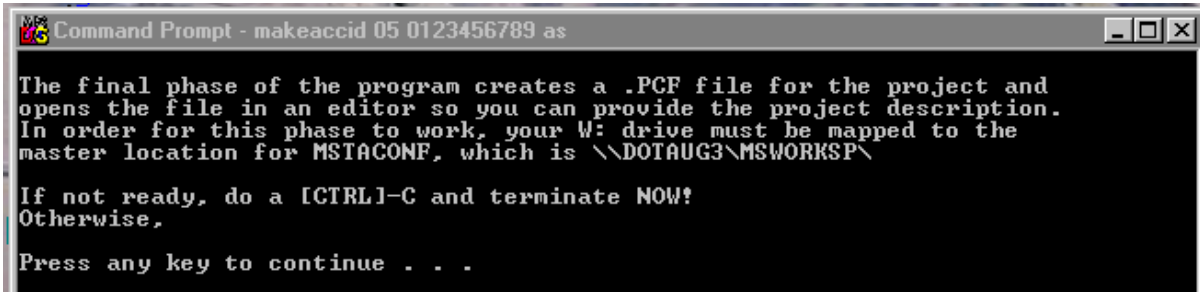 Command Prompt - makeaccid 05 0123456789 as
The final phase of the program creates a .PCF file for the project and
opens the file in an editor so you can provide the project description.
In order for this phase to work, your W: drive must be mapped to the
master location for MSTACONF, which is \\DOTAUG3\MSWORKSP\
If not ready, do a [CTRL]-C and terminate NOW!
Otherwise,
Press any key to continue . . .